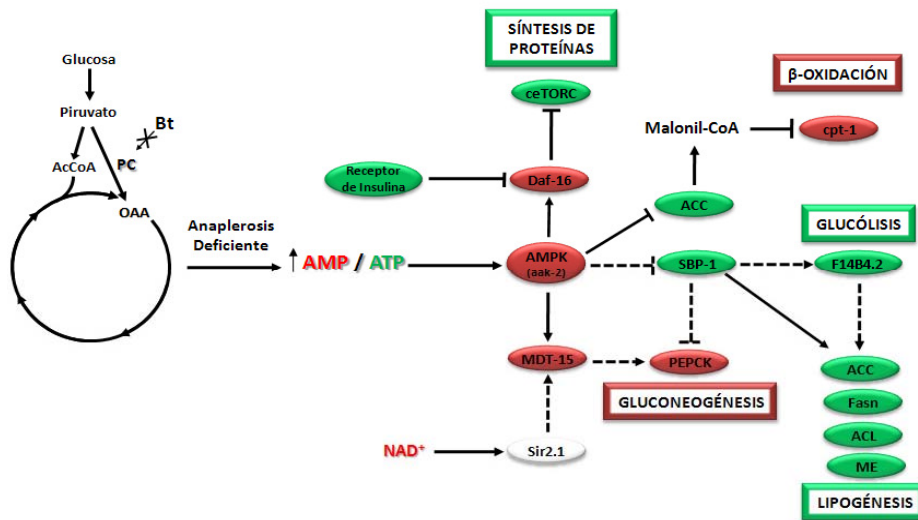 SÍNTESIS DE
PROTEÍNAS
ceTORC
β-OXIDACIÓN
Glucosa
Piruvato
Bt
AcCoA
PC
OAA
Malonil-CoA
cpt-1
Receptor
de Insulina
Daf-16
ACC
GLUCÓLISIS
Anaplerosis
Deficiente
↑ AMP / ATP
AMPK
(aak-2)
SBP-1
F14B4.2
MDT-15
PEPCK
ACC
GLUCONEOGÉNESIS
Fasn
NAD⁺
Sir2.1
ACL
ME
LIPOGÉNESIS